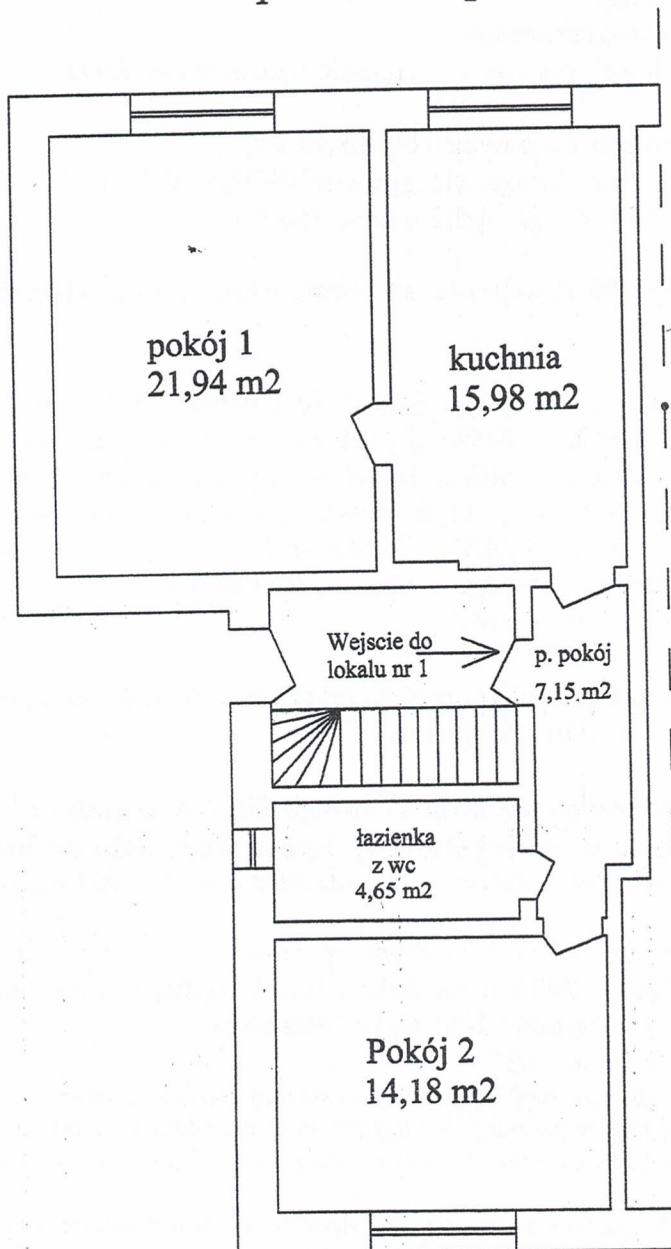 pokój 1
21,94 m2
kuchnia
15,98 m2
Wejscie do
lokalu nr 1
p. pokój
7,15 m2
łazienka
z wc
4,65 m2
Pokój 2
14,18 m2